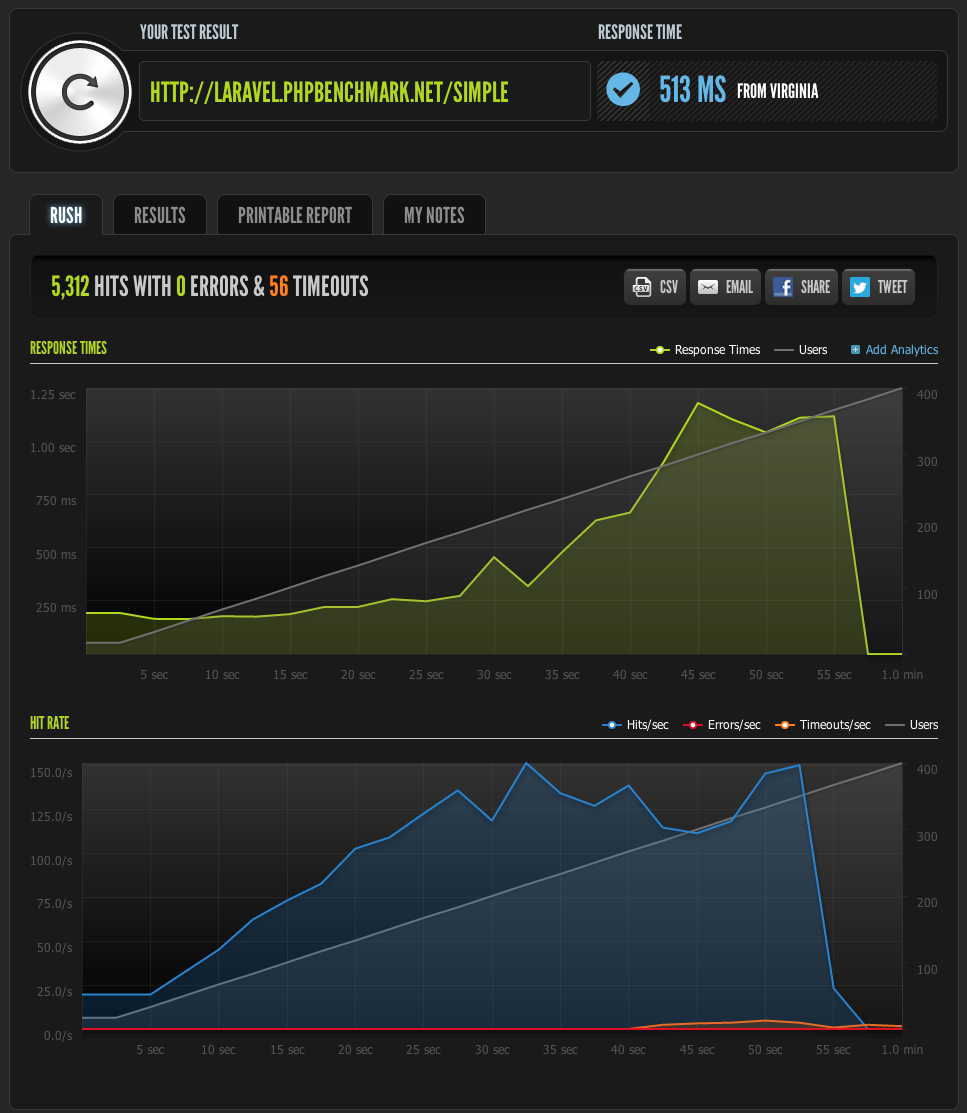 YOUR TEST RESULT
RESPONSE TIME
HTTP://LARAVEL.PHPBENCHMARK.NET/SIMPLE
513 MS FROM VIRGINIA
RUSH
RESULTS
PRINTABLE REPORT
MY NOTES
5,312 HITS WITH 0 ERRORS & 56 TIMEOUTS
CSV CSV
EMAIL
SHARE
TWEET
RESPONSE TIMES
Response Times
Users
Add Analytics
1.25 sec
1.00 sec
750 ms
500 ms
250 ms
400
300
200
100
5 sec 10 sec 15 sec 20 sec 25 sec 30 sec 35 sec 40 sec 45 sec 50 sec 55 sec 1.0 min
HIT RATE
Hits/sec
Errors/sec
Timeouts/sec
Users
150.0/s
125.0/s
100.0/s
75.0/s
50.0/s
25.0/s
0.0/s
400
300
200
100
5 sec 10 sec 15 sec 20 sec 25 sec 30 sec 35 sec 40 sec 45 sec 50 sec 55 sec 1.0 min